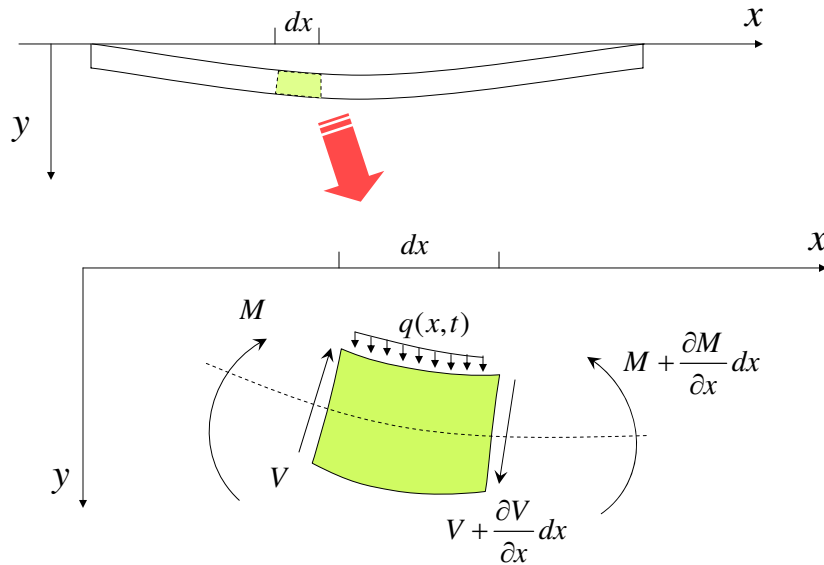 dx
x
y
dx
x
M
q(x,t)
M + ∂M/∂x dx
V
y
V + ∂V/∂x dx